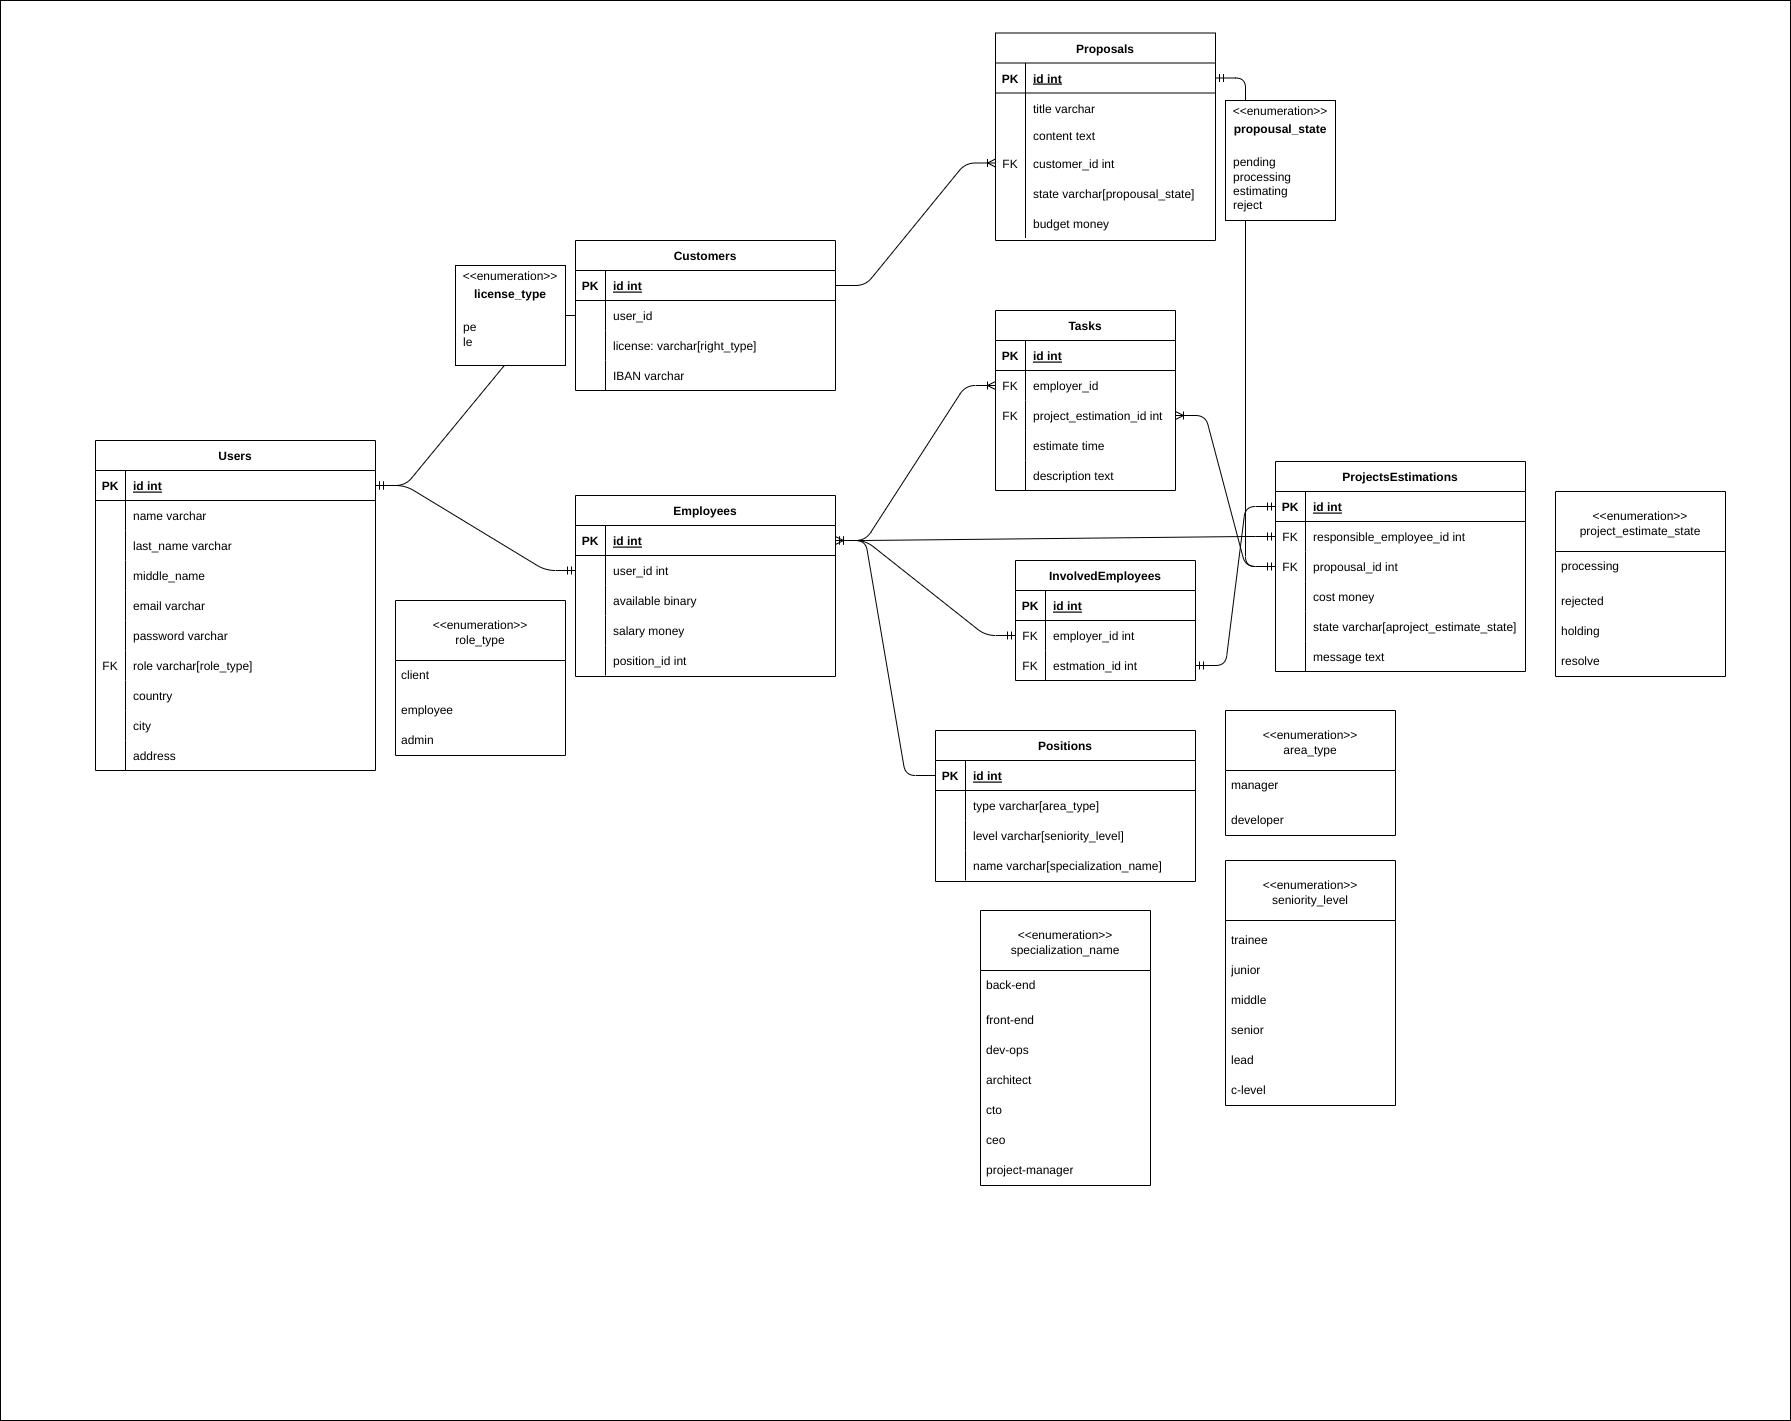 Proposals
PK id int
title varchar
content text
FK customer_id int
state varchar[propousal_state]
budget money
<<enumeration>>
propousal_state
pending
processing
estimating
reject
<<enumeration>>
license_type
pe
le
Customers
PK id int
user_id
license: varchar[right_type]
IBAN varchar
Tasks
PK id int
FK employer_id
FK project_estimation_id int
estimate time
description text
Users
PK id int
name varchar
last_name varchar
middle_name
email varchar
password varchar
FK role varchar[role_type]
country
city
address
<<enumeration>>
role_type
client
employee
admin
Employees
PK id int
user_id int
available binary
salary money
position_id int
InvolvedEmployees
PK id int
FK employer_id int
FK estmation_id int
ProjectsEstimations
PK id int
FK responsible_employee_id int
FK propousal_id int
cost money
state varchar[aproject_estimate_state]
message text
<<enumeration>>
project_estimate_state
processing
rejected
holding
resolve
Positions
PK id int
type varchar[area_type]
level varchar[seniority_level]
name varchar[specialization_name]
<<enumeration>>
area_type
manager
developer
<<enumeration>>
seniority_level
trainee
junior
middle
senior
lead
c-level
<<enumeration>>
specialization_name
back-end
front-end
dev-ops
architect
cto
ceo
project-manager